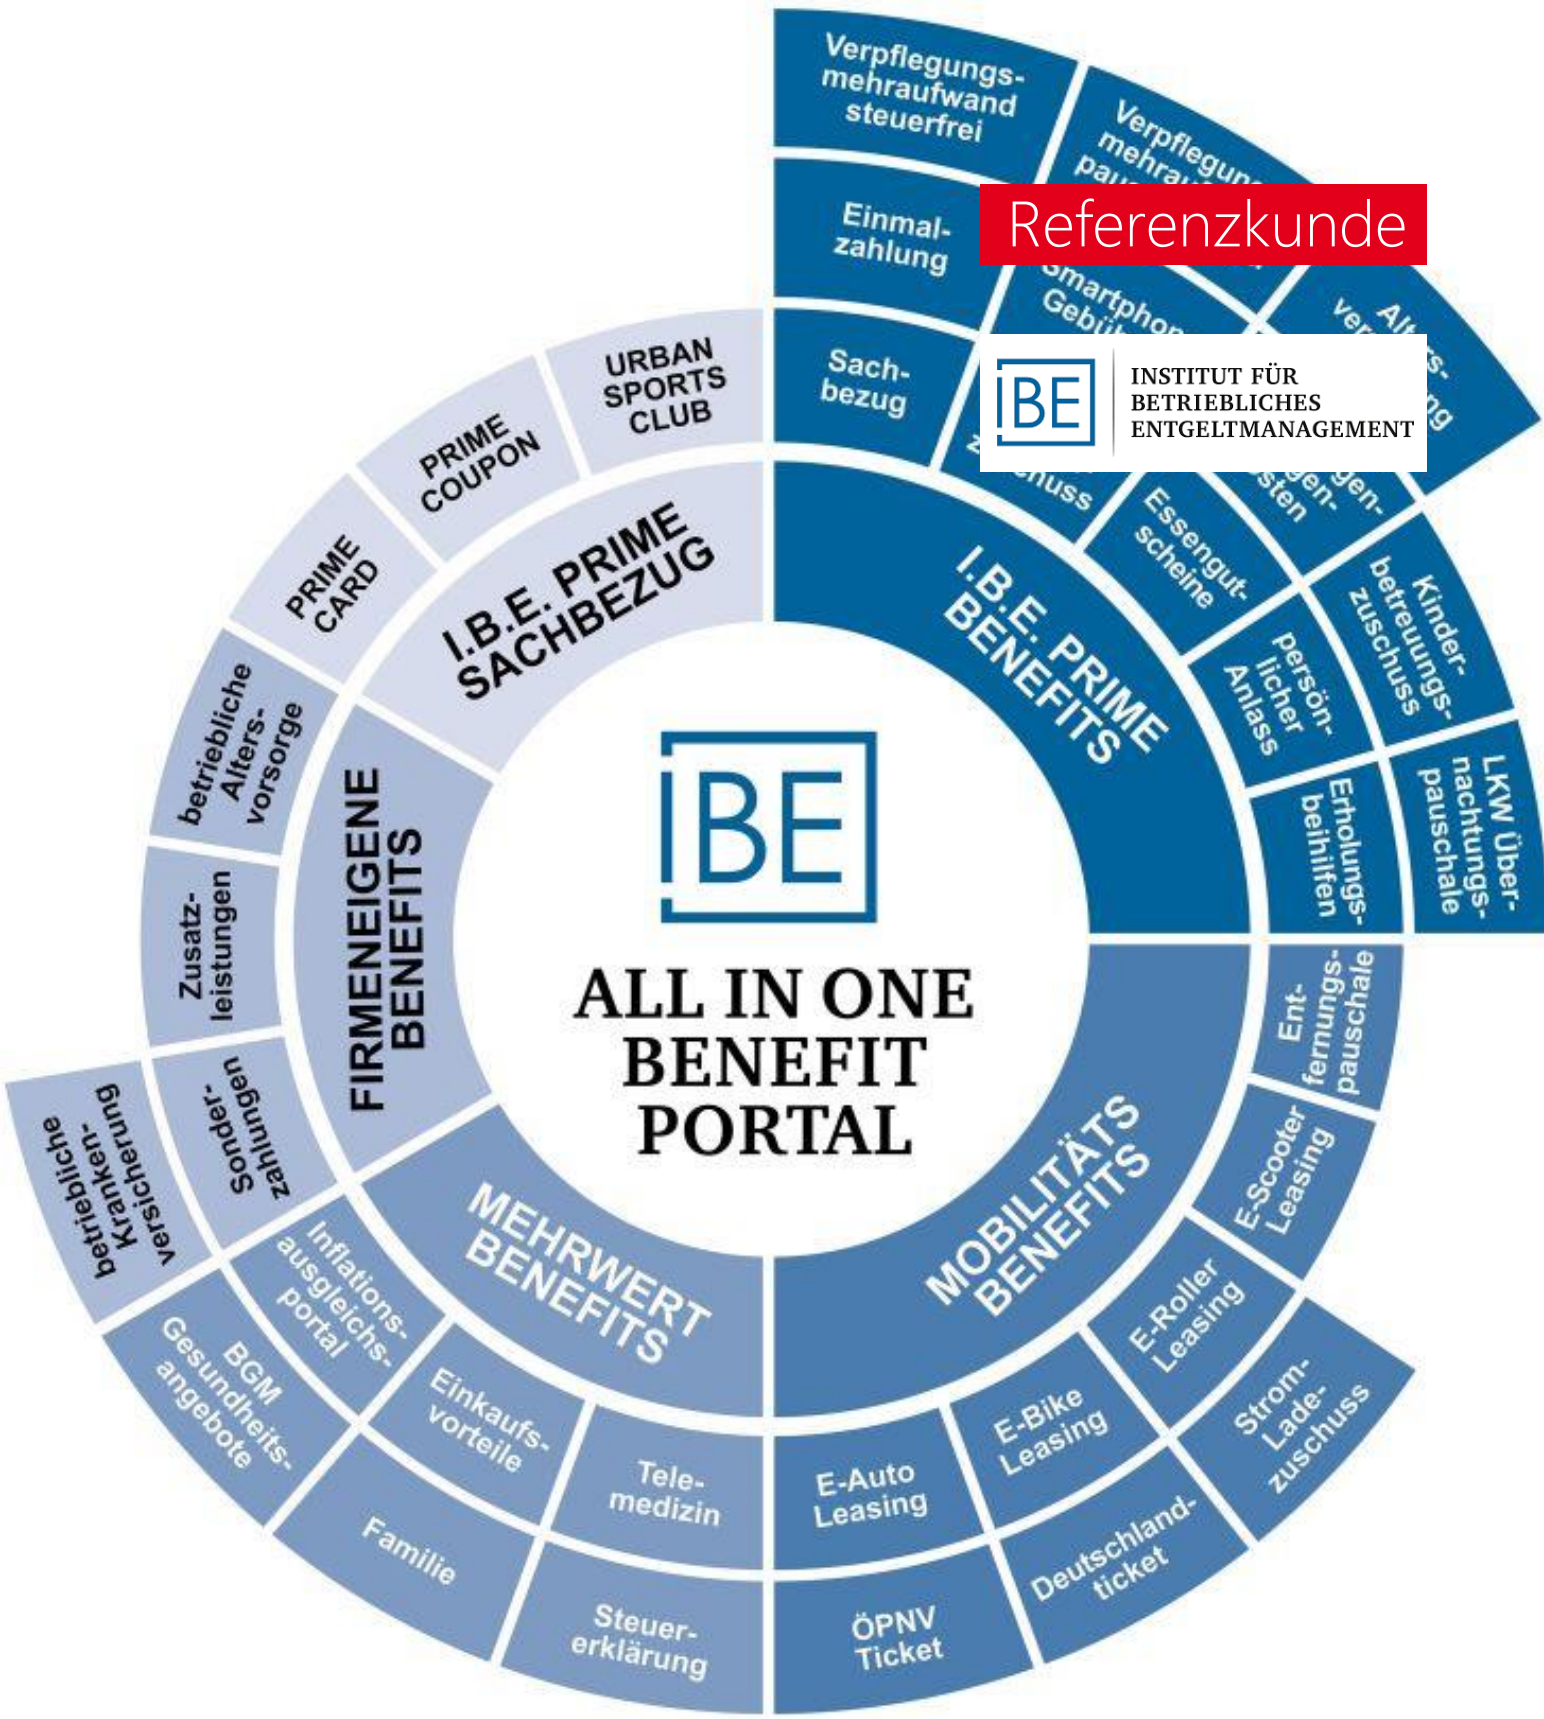 Verpflegungs-
mehraufwand
steuerfrei
Einmal-
zahlung
Sach-
bezug
Referenzkunde
BE
INSTITUT FÜR
BETRIEBLICHES
ENTGELTMANAGEMENT
Essengut-
scheine
persön-
licher
Anlass
Erholungs-
beihilfen
Kinder-
betreuungs-
zuschuss
LKW Über-
nachtungs-
pauschale
I.B.E. PRIME
BENEFITS
Ent-
fernungs-
pauschale
E-Scooter
Leasing
E-Roller
Leasing
Strom-
Lade-
zuschuss
E-Bike
Leasing
Deutschland-
ticket
E-Auto
Leasing
ÖPNV
Ticket
MOBILITÄTS
BENEFITS
Tele-
medizin
Steuer-
erklärung
Einkaufs-
vorteile
Familie
Inflations-
ausgleichs-
portal
BGM
Gesundheits-
angebote
MEHRWERT
BENEFITS
betriebliche
Kranken-
versicherung
Sonder-
zahlungen
Zusatz-
leistungen
betriebliche
Alters-
vorsorge
FIRMENEIGENE
BENEFITS
PRIME
CARD
PRIME
COUPON
URBAN
SPORTS
CLUB
I.B.E. PRIME
SACHBEZUG
BE
ALL IN ONE
BENEFIT
PORTAL